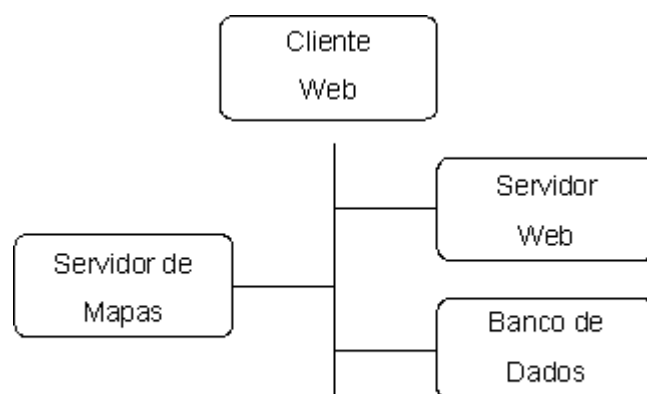 Cliente
Web
Servidor
Web
Servidor de
Mapas
Banco de
Dados